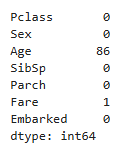 Pclass 0
Sex 0
Age 86
SibSp 0
Parch 0
Fare 1
Embarked 0
dtype: int64